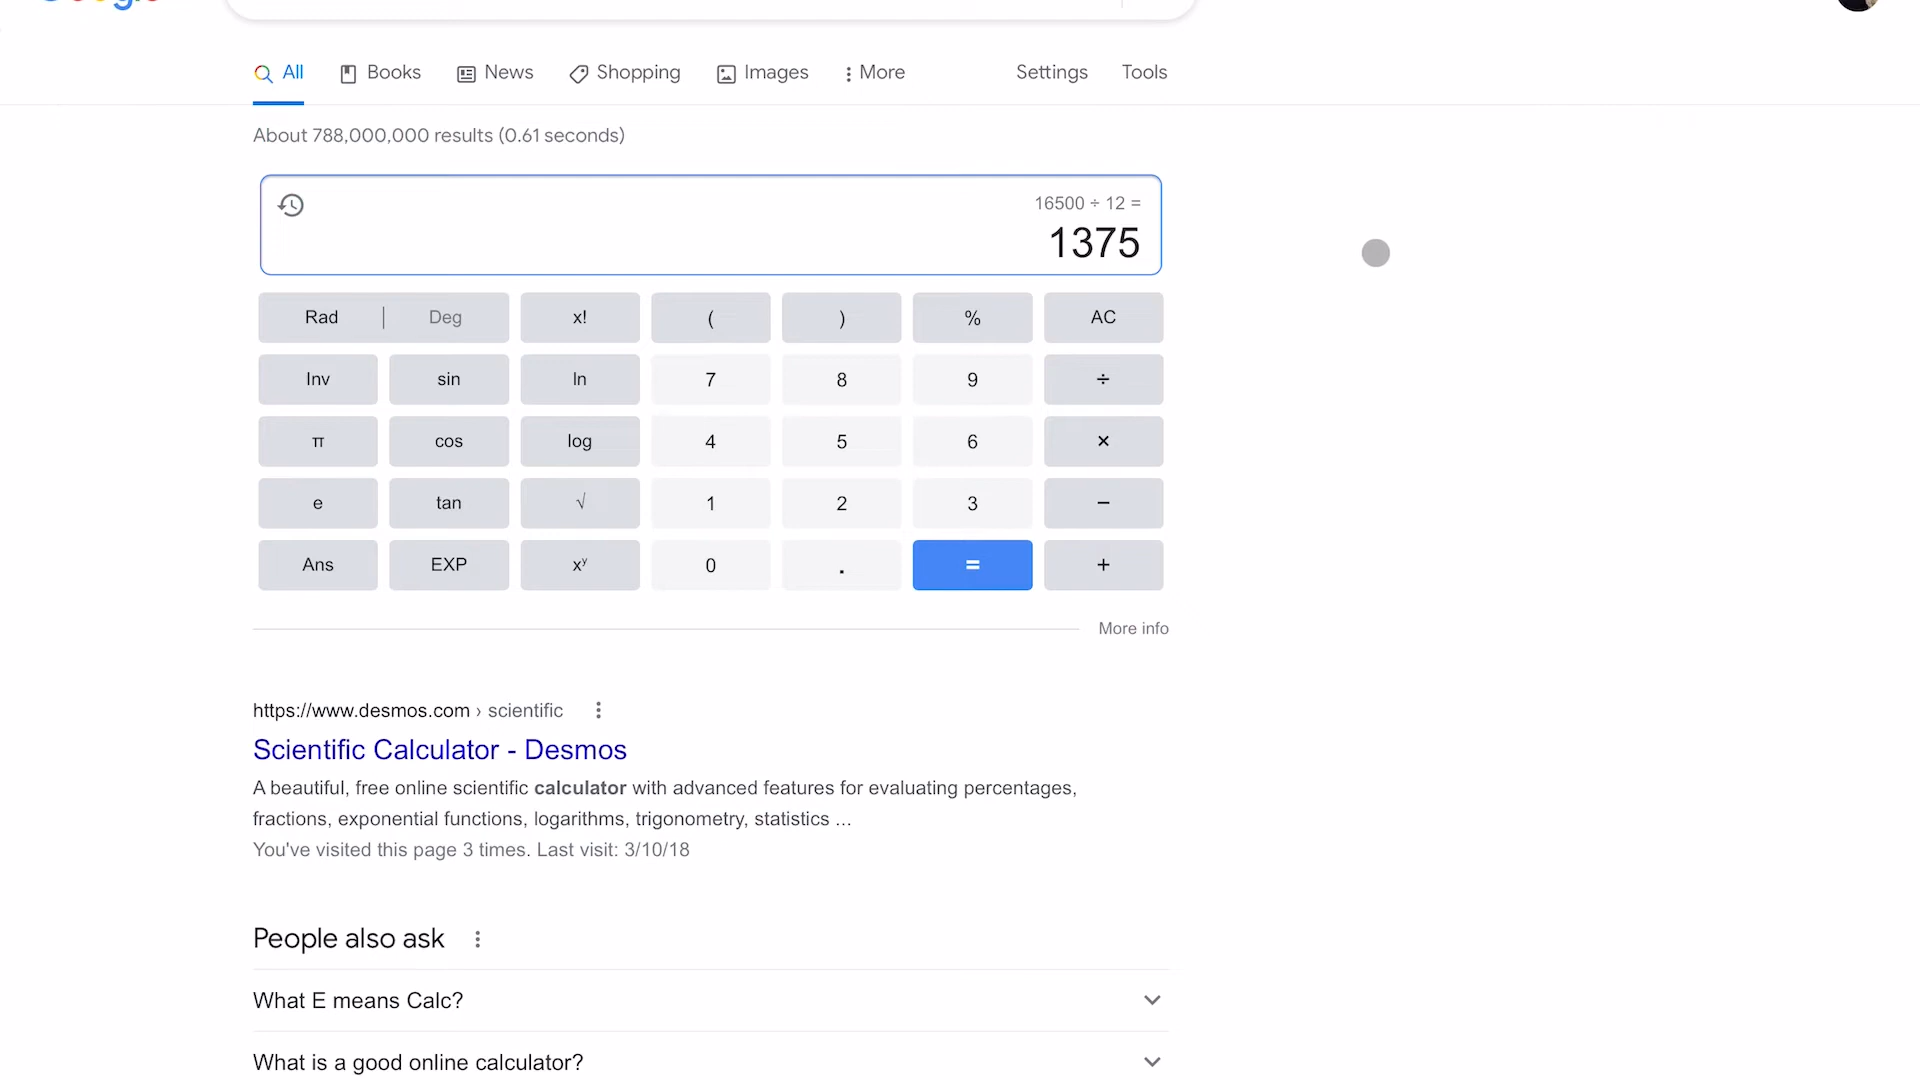 All
Books
News
Shopping
Images
More
Settings
Tools
About 788,000,000 results (0.61 seconds)
16500 ÷ 12 =
1375
Rad | Deg x! ( ) % AC
Inv sin ln 7 8 9 ÷
π cos log 4 5 6 ×
e tan √ 1 2 3 −
Ans EXP xʸ 0 . = +
More info
https://www.desmos.com › scientific
Scientific Calculator - Desmos
A beautiful, free online scientific calculator with advanced features for evaluating percentages,
fractions, exponential functions, logarithms, trigonometry, statistics ...
You've visited this page 3 times. Last visit: 3/10/18
People also ask
What E means Calc?
What is a good online calculator?